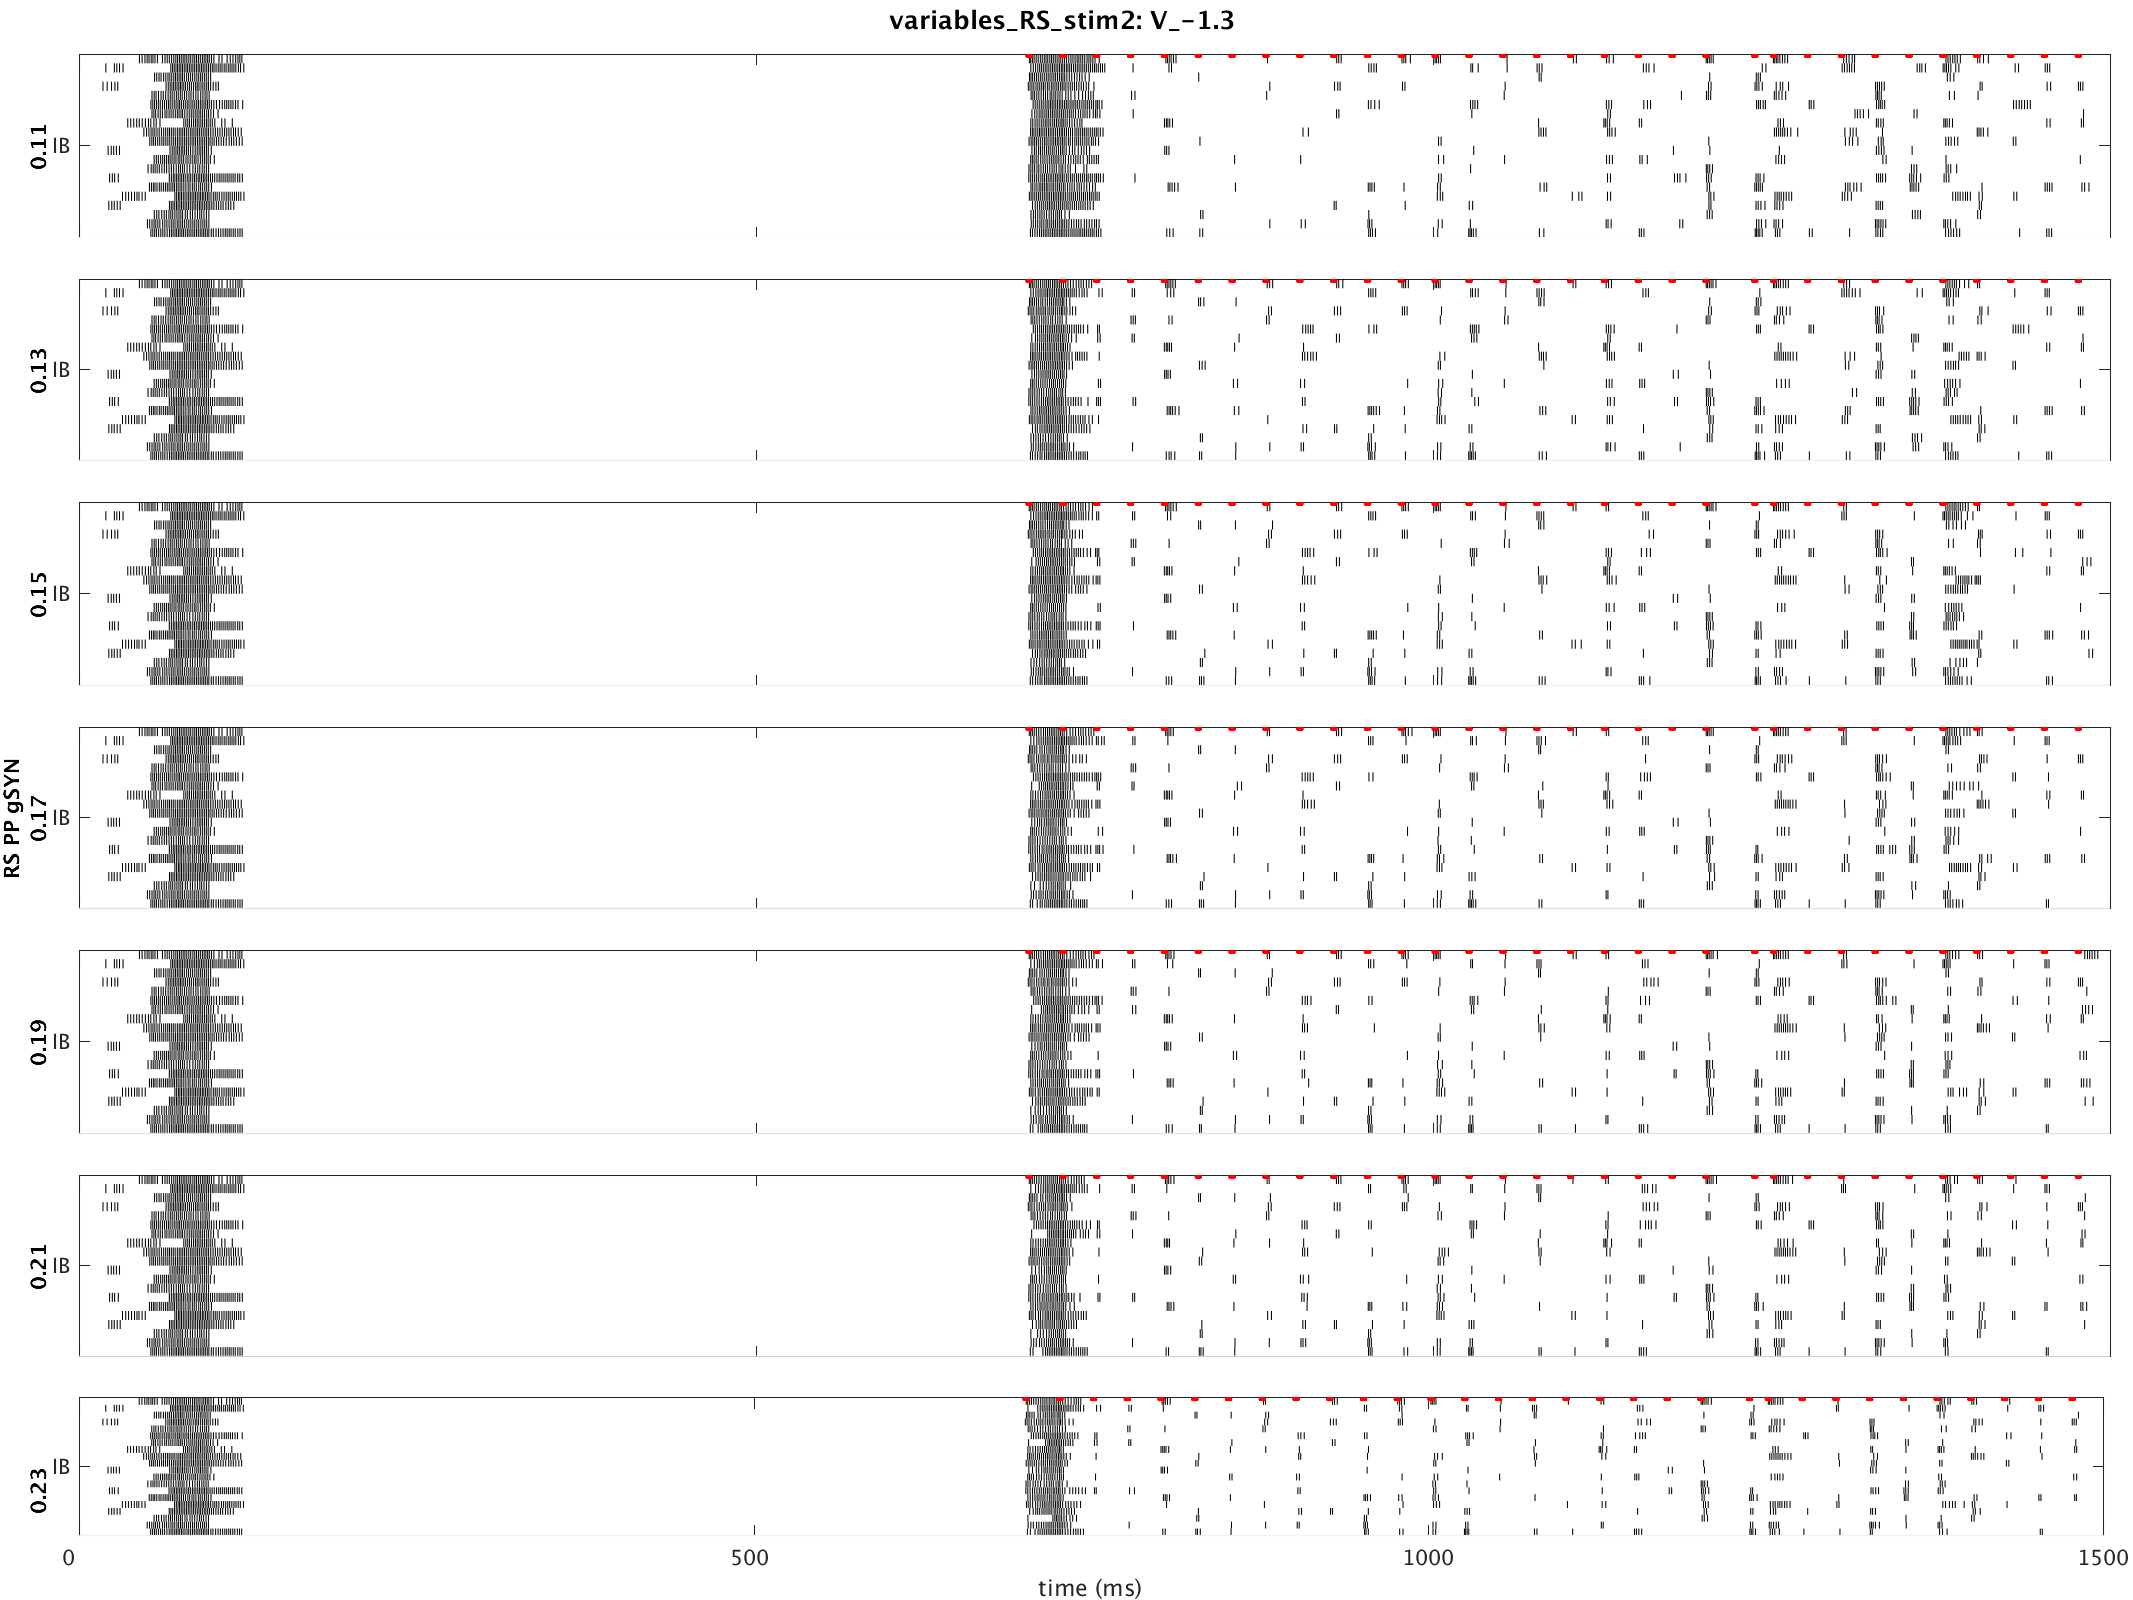 variables_RS_stim2: V_-1.3
RS PP gSYN
0.11
IB
0.13
IB
0.15
IB
0.17
IB
0.19
IB
0.21
IB
0.23
IB
0 500 1000 1500
time (ms)